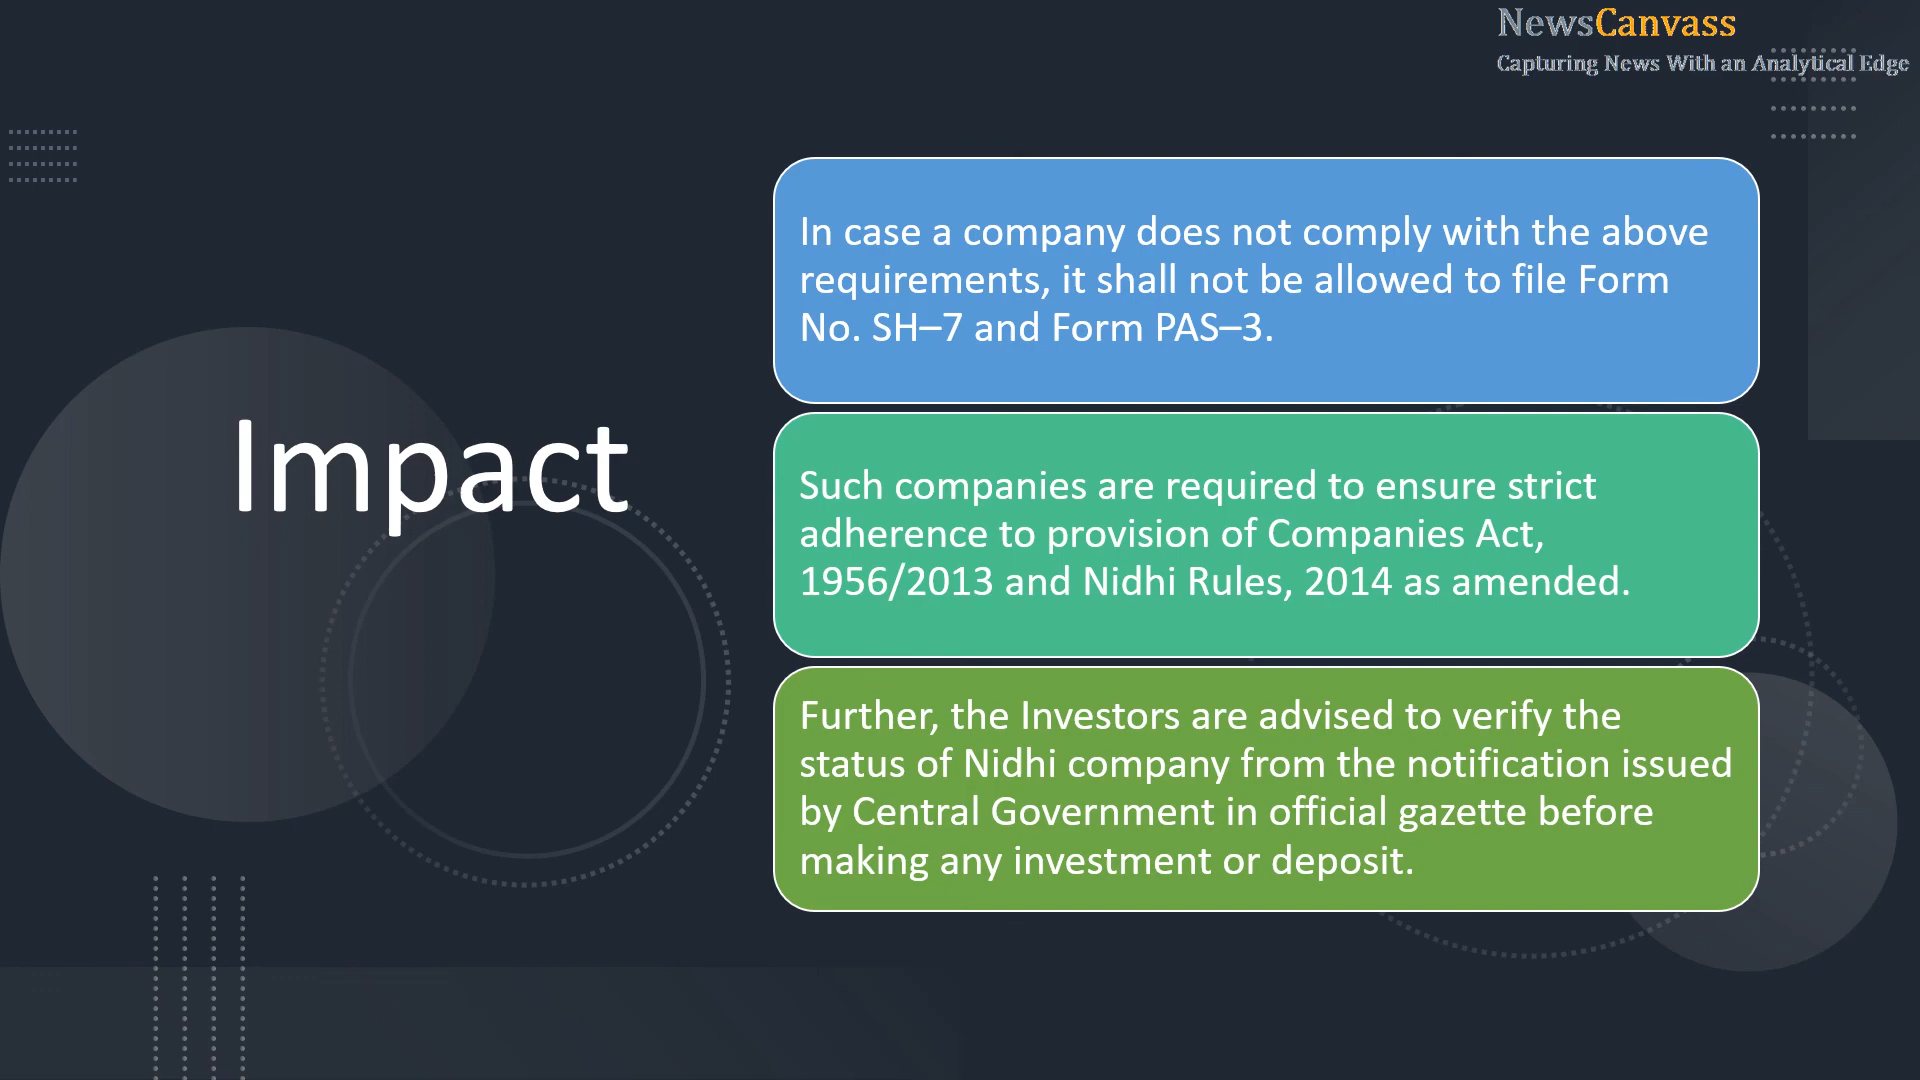 NewsCanvass
Capturing News With an Analytical Edge
Impact
In case a company does not comply with the above
requirements, it shall not be allowed to file Form
No. SH–7 and Form PAS–3.
Such companies are required to ensure strict
adherence to provision of Companies Act,
1956/2013 and Nidhi Rules, 2014 as amended.
Further, the Investors are advised to verify the
status of Nidhi company from the notification issued
by Central Government in official gazette before
making any investment or deposit.